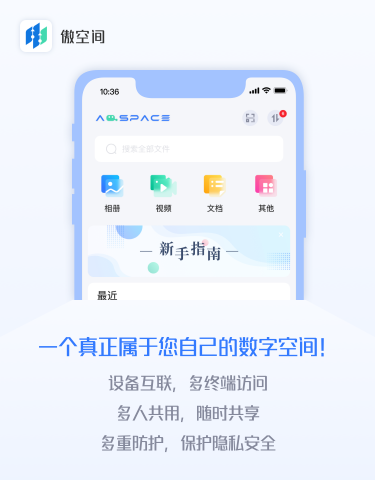 傲空间
10:36
AOSPACE
搜索全部文件
相册 视频 文档 其他
新手指南
最近
一个真正属于您自己的数字空间！
设备互联，多终端访问
多人共用，随时共享
多重防护，保护隐私安全